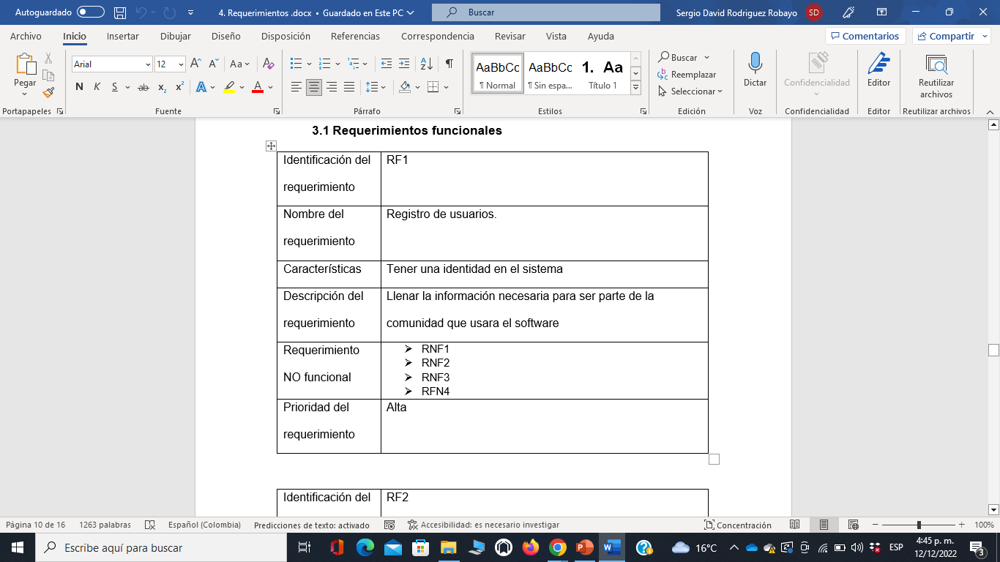 Autoguardado
4. Requerimientos .docx • Guardado en Este PC
Buscar
Sergio David Rodriguez Robayo
SD
Archivo Inicio Insertar Dibujar Diseño Disposición Referencias Correspondencia Revisar Vista Ayuda
Comentarios
Compartir
Pegar
Portapapeles
Arial
12
Aa
N K S ab x₂ x²
A
A
Fuente
Párrafo
AaBbCc
¶ Normal
AaBbCc
¶ Sin espa...
1. Aa
Título 1
Estilos
Buscar
Reemplazar
Seleccionar
Edición
Dictar
Voz
Confidencialidad
Confidencialidad
Editor
Editor
Reutilizar
archivos
Reutilizar archivos
3.1 Requerimientos funcionales
Identificación del
requerimiento
RF1
Nombre del
requerimiento
Registro de usuarios.
Características
Tener una identidad en el sistema
Descripción del
requerimiento
Llenar la información necesaria para ser parte de la
comunidad que usara el software
Requerimiento
NO funcional
➢ RNF1
➢ RNF2
➢ RNF3
➢ RFN4
Prioridad del
requerimiento
Alta
Identificación del
RF2
Página 10 de 16
1263 palabras
Español (Colombia)
Predicciones de texto: activado
Accesibilidad: es necesario investigar
Concentración
100%
Escribe aquí para buscar
16°C
ESP
4:45 p. m.
12/12/2022
3